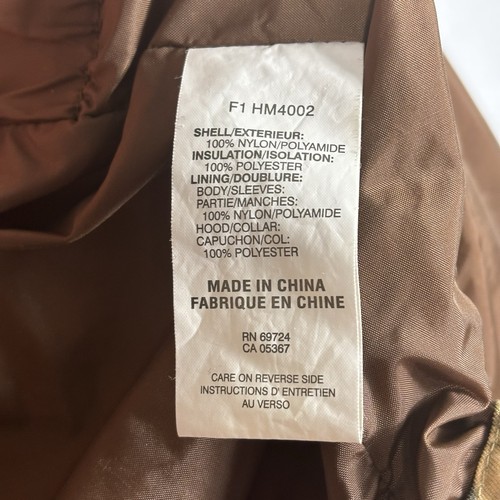 F1 HM4002
SHELL/EXTERIEUR:
100% NYLON/POLYAMIDE
INSULATION/ISOLATION:
100% POLYESTER
LINING/DOUBLURE:
BODY/SLEEVES:
PARTIE/MANCHES:
100% NYLON/POLYAMIDE
HOOD/COLLAR:
CAPUCHON/COL:
100% POLYESTER
MADE IN CHINA
FABRIQUE EN CHINE
RN 69724
CA 05367
CARE ON REVERSE SIDE
INSTRUCTIONS D' ENTRETIEN
AU VERSO